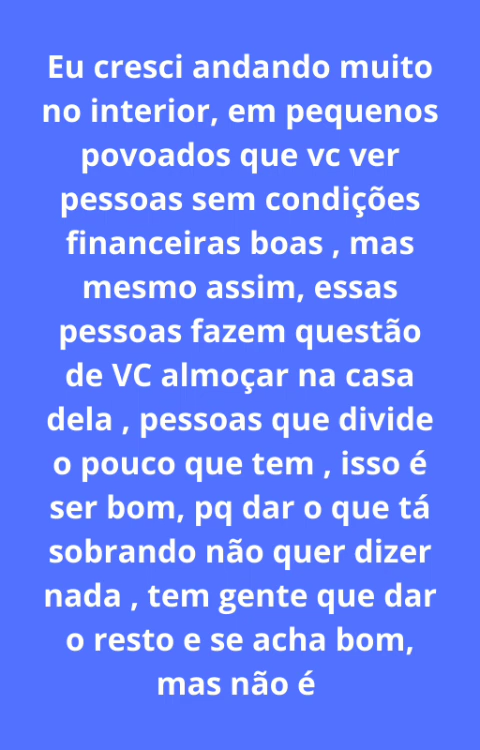 Eu cresci andando muito
no interior, em pequenos
povoados que vc ver
pessoas sem condições
financeiras boas , mas
mesmo assim, essas
pessoas fazem questão
de VC almoçar na casa
dela , pessoas que divide
o pouco que tem , isso é
ser bom, pq dar o que tá
sobrando não quer dizer
nada , tem gente que dar
o resto e se acha bom,
mas não é